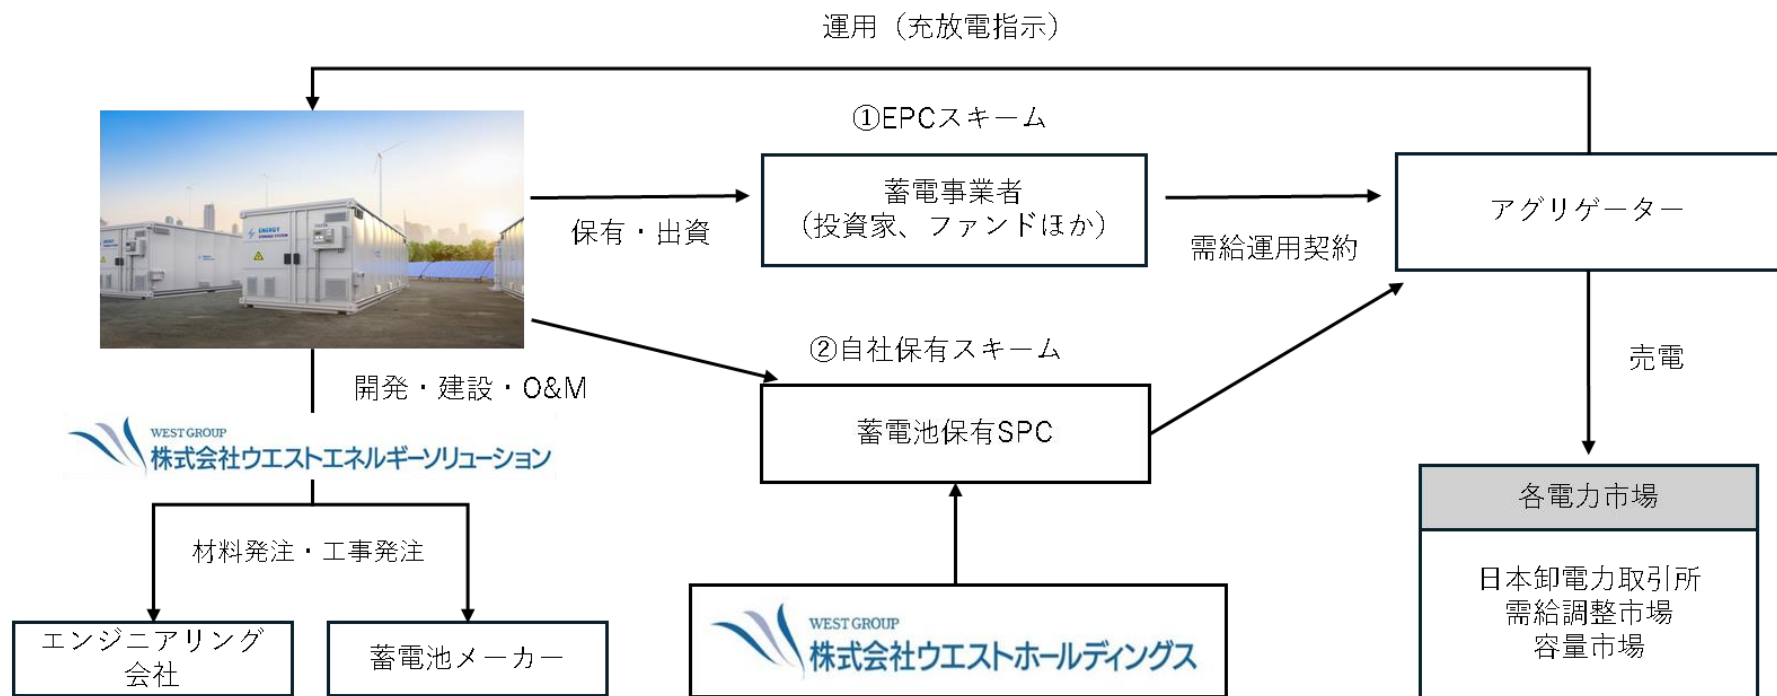 運用（充放電指示）
①EPCスキーム
蓄電事業者
（投資家、ファンドほか）
アグリゲーター
保有・出資
需給運用契約
ENERGY
STORAGE SYSTEM
②自社保有スキーム
売電
開発・建設・O&M
蓄電池保有SPC
WEST GROUP
株式会社ウエストエネルギーソリューション
各電力市場
材料発注・工事発注
日本卸電力取引所
需給調整市場
容量市場
エンジニアリング
会社
蓄電池メーカー
WEST GROUP
株式会社ウエストホールディングス